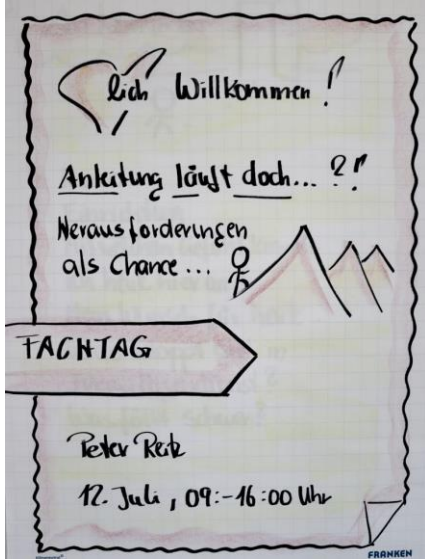 lich Willkommen!
Anleitung läuft doch... ?!
Herausforderungen
als Chance...
FACHTAG
Peter Reitz
12. Juli, 09:-16:00 Uhr
FRANKEN